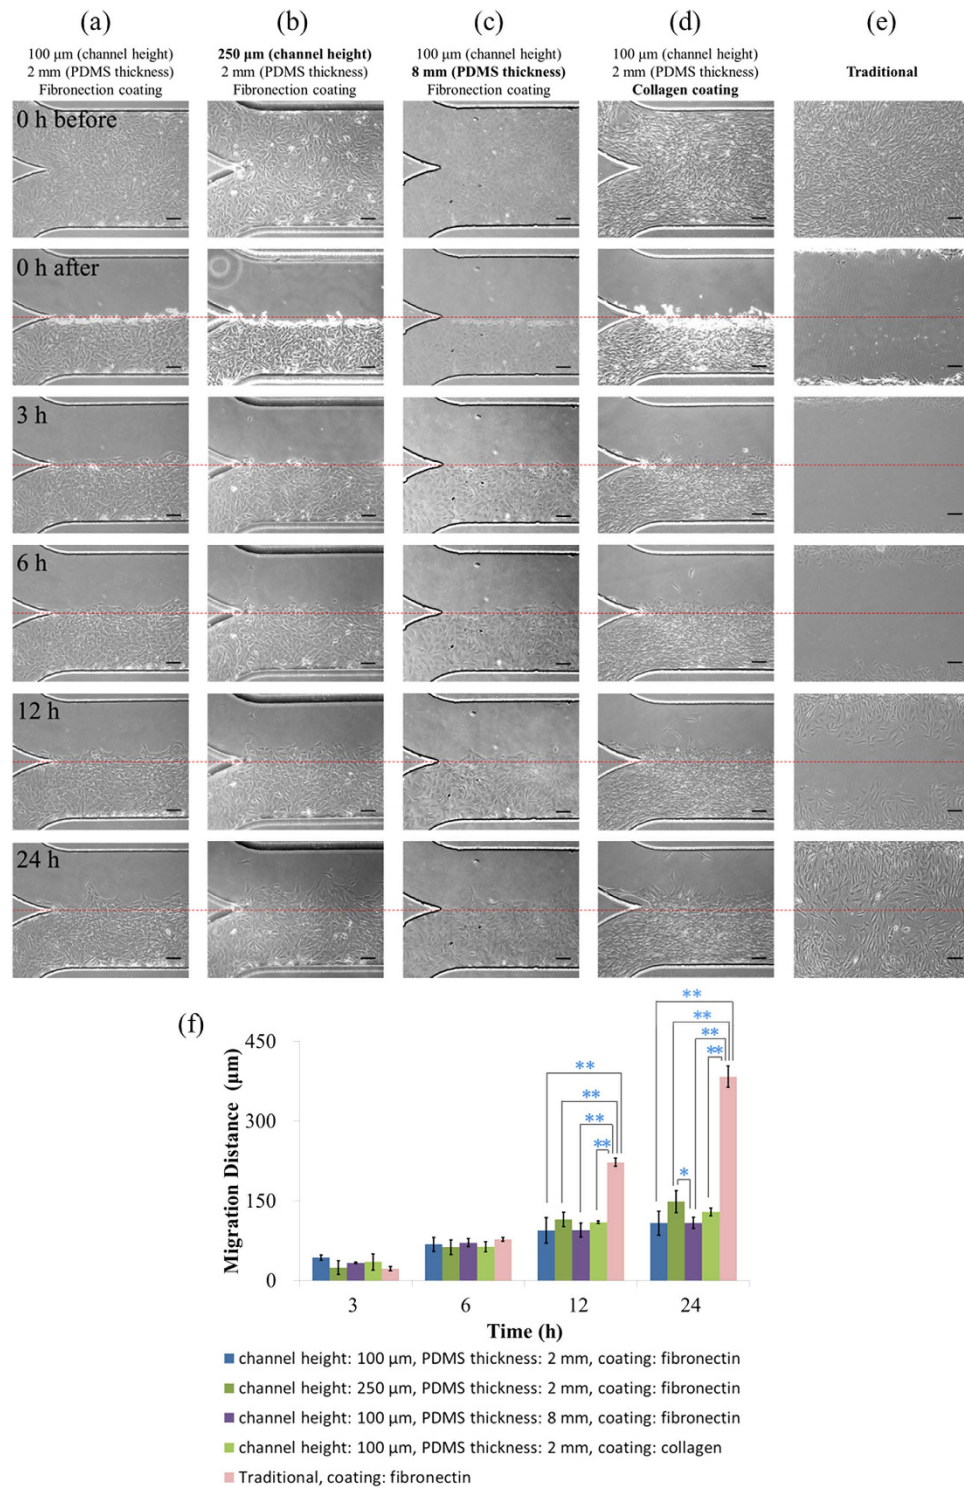 (a) (b) (c) (d) (e)
100 μm (channel height) 250 μm (channel height) 100 μm (channel height) 100 μm (channel height)
2 mm (PDMS thickness) 2 mm (PDMS thickness) 8 mm (PDMS thickness) 2 mm (PDMS thickness) Traditional
Fibronection coating Fibronection coating Fibronection coating Collagen coating
0 h before
0 h after
3 h
6 h
12 h
24 h
(f)
Migration Distance (μm)
450
300
150
0
** ** ** **
** ** ** ** *
3 6 12 24
Time (h)
channel height: 100 μm, PDMS thickness: 2 mm, coating: fibronectin
channel height: 250 μm, PDMS thickness: 2 mm, coating: fibronectin
channel height: 100 μm, PDMS thickness: 8 mm, coating: fibronectin
channel height: 100 μm, PDMS thickness: 2 mm, coating: collagen
Traditional, coating: fibronectin